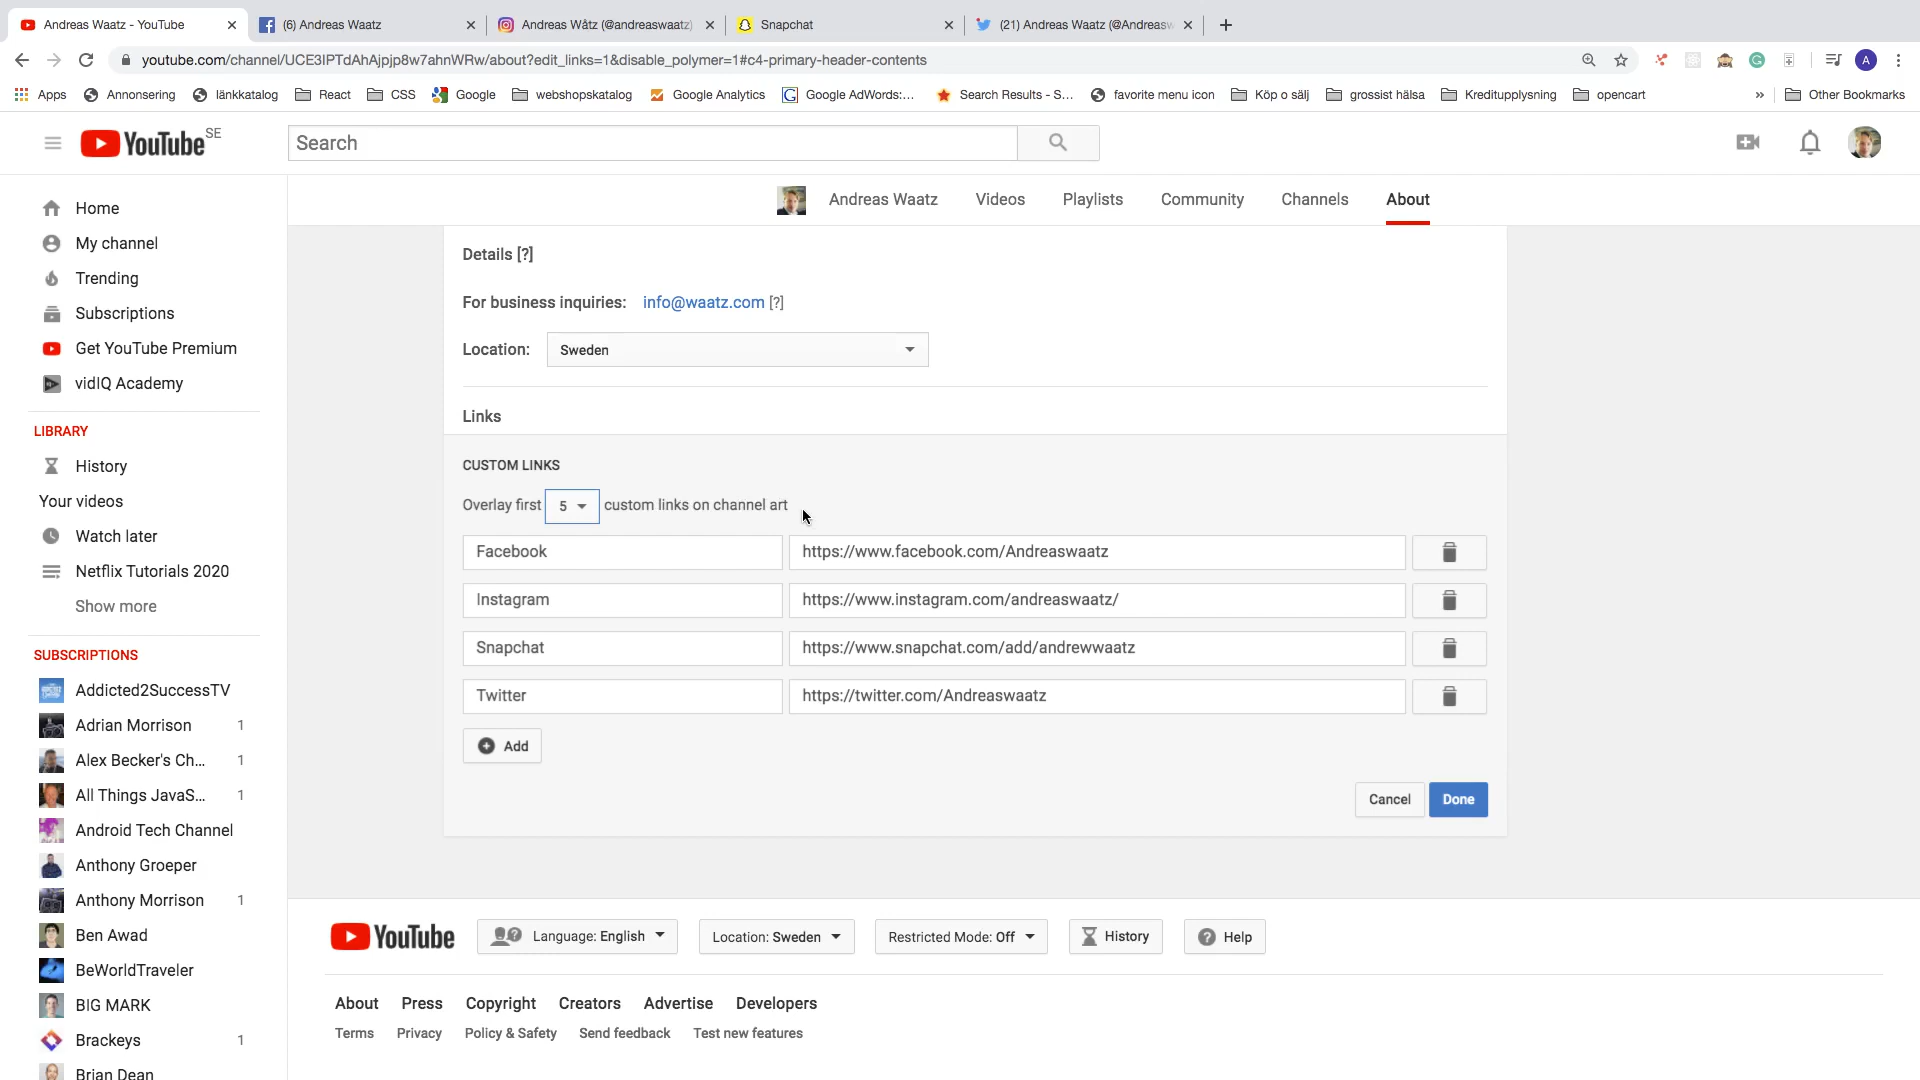 Andreas Waatz - YouTube
(6) Andreas Waatz
Andreas Wåtz (@andreaswaatz)
Snapchat
(21) Andreas Waatz (@Andreasw
youtube.com/channel/UCE3IPTdAhAjpjp8w7ahnWRw/about?edit_links=1&disable_polymer=1#c4-primary-header-contents
A
Apps
Annonsering
länkkatalog
React
CSS
Google
webshopskatalog
Google Analytics
Google AdWords:...
Search Results - S...
favorite menu icon
Köp o sälj
grossist hälsa
Kreditupplysning
opencart
»
Other Bookmarks
YouTube SE
Search
Home
My channel
Trending
Subscriptions
Get YouTube Premium
vidIQ Academy
LIBRARY
History
Your videos
Watch later
Netflix Tutorials 2020
Show more
SUBSCRIPTIONS
Addicted2SuccessTV
Adrian Morrison 1
Alex Becker's Ch... 1
All Things JavaS... 1
Android Tech Channel
Anthony Groeper
Anthony Morrison 1
Ben Awad
BeWorldTraveler
BIG MARK
Brackeys 1
Brian Dean
Andreas Waatz
Videos
Playlists
Community
Channels
About
Details [?]
For business inquiries: info@waatz.com [?]
Location: Sweden
Links
CUSTOM LINKS
Overlay first 5 custom links on channel art
Facebook https://www.facebook.com/Andreaswaatz
Instagram https://www.instagram.com/andreaswaatz/
Snapchat https://www.snapchat.com/add/andrewwaatz
Twitter https://twitter.com/Andreaswaatz
Add
Cancel
Done
YouTube
Language: English
Location: Sweden
Restricted Mode: Off
History
Help
About Press Copyright Creators Advertise Developers
Terms Privacy Policy & Safety Send feedback Test new features